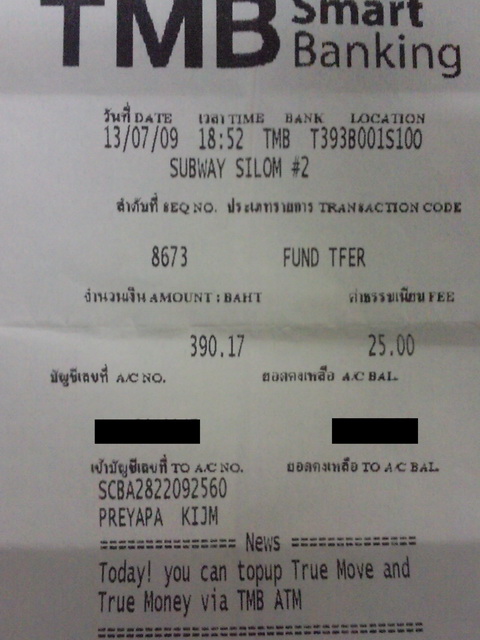 TMB Smart
Banking
วันที่ DATE เวลา TIME BANK LOCATION
13/07/09 18:52 TMB T393B001S100
SUBWAY SILOM #2
ลำดับที่ SEQ NO. ประเภทรายการ TRANSACTION CODE
8673 FUND TFER
จำนวนเงิน AMOUNT : BAHT ค่าธรรมเนียม FEE
390.17 25.00
บัญชีเลขที่ A/C NO. ยอดคงเหลือ A/C BAL.
เข้าบัญชีเลขที่ TO A/C NO. ยอดคงเหลือ TO A/C BAL.
SCBA2822092560
PREYAPA KIJM
================ News ===============
Today! you can topup True Move and
True Money via TMB ATM
======================================